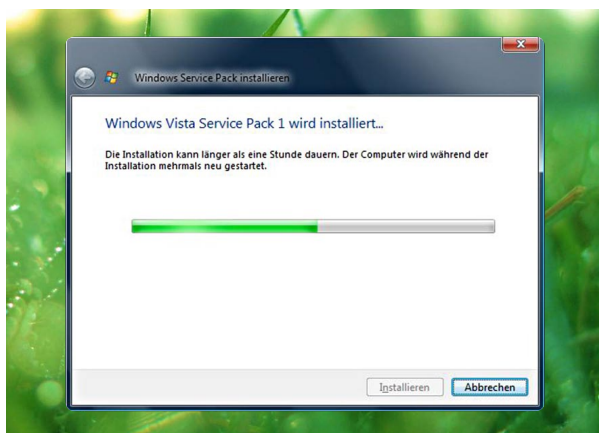 Windows Service Pack installieren
Windows Vista Service Pack 1 wird installiert...
Die Installation kann länger als eine Stunde dauern. Der Computer wird während der
Installation mehrmals neu gestartet.
Installieren
Abbrechen